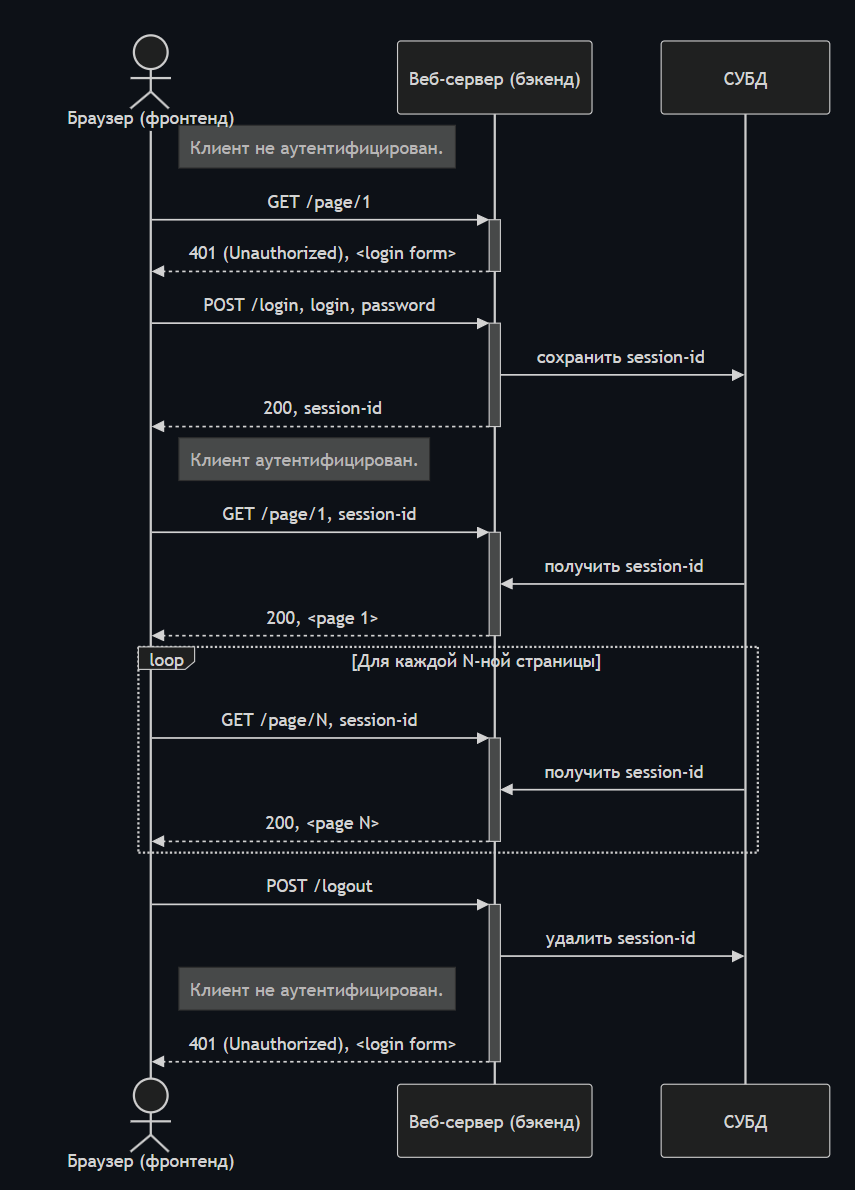 Браузер (фронтенд)
Веб-сервер (бэкенд)
СУБД
Клиент не аутентифицирован.
GET /page/1
401 (Unauthorized), <login form>
POST /login, login, password
сохранить session-id
200, session-id
Клиент аутентифицирован.
GET /page/1, session-id
получить session-id
200, <page 1>
loop
[Для каждой N-ной страницы]
GET /page/N, session-id
получить session-id
200, <page N>
POST /logout
удалить session-id
Клиент не аутентифицирован.
401 (Unauthorized), <login form>
Браузер (фронтенд)
Веб-сервер (бэкенд)
СУБД